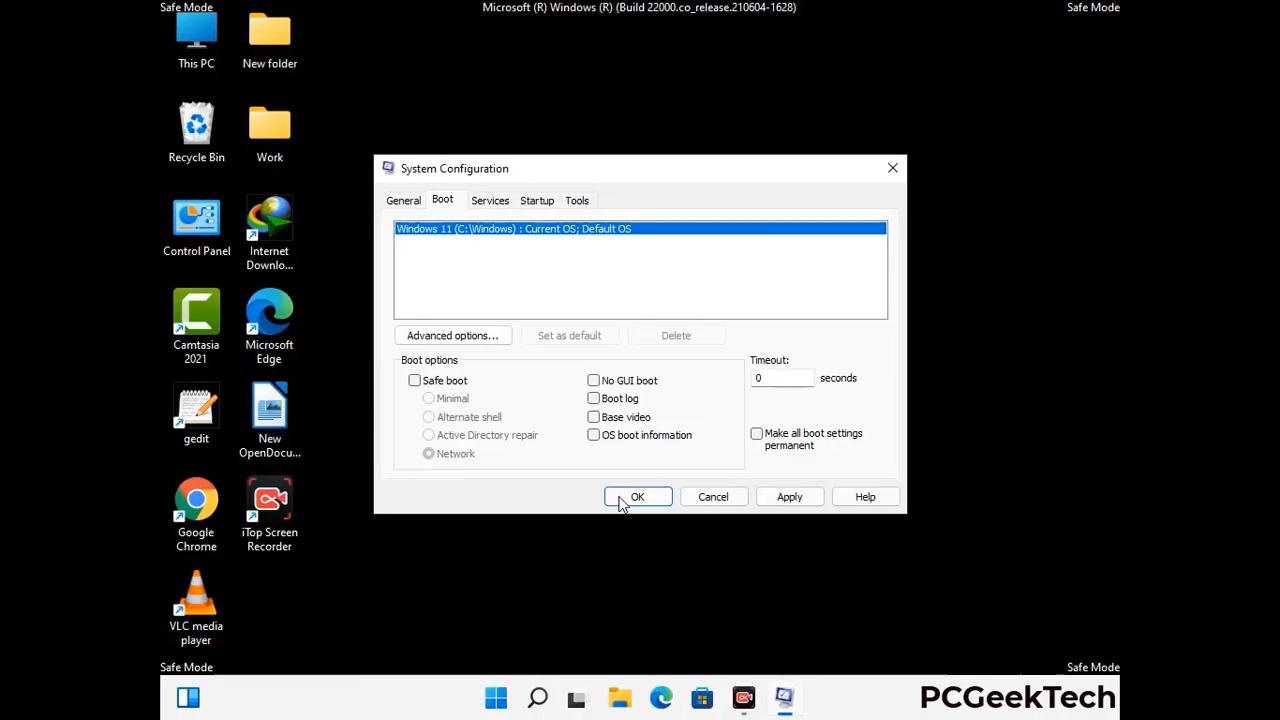 Safe Mode
Microsoft (R) Windows (R) (Build 22000.co_release.210604-1628)
Safe Mode
This PC
New folder
Recycle Bin
Work
Control Panel
Internet
Downlo...
Camtasia
2021
Microsoft
Edge
gedit
New
OpenDocu...
Google
Chrome
iTop Screen
Recorder
VLC media
player
System Configuration
General
Boot
Services
Startup
Tools
Windows 11 (C:\Windows) : Current OS; Default OS
Advanced options...
Set as default
Delete
Boot options
Safe boot
Minimal
Alternate shell
Active Directory repair
Network
No GUI boot
Boot log
Base video
OS boot information
Timeout:
0 seconds
Make all boot settings
permanent
OK
Cancel
Apply
Help
Safe Mode
Safe Mode
PCGeekTech